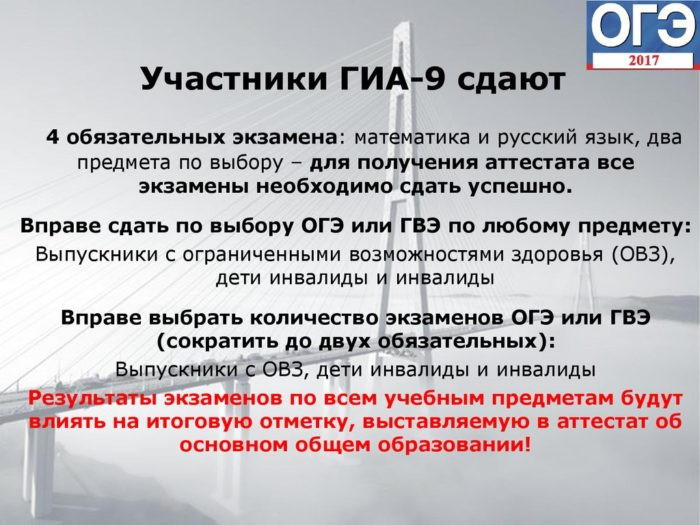 ОГЭ
2017
Участники ГИА-9 сдают
4 обязательных экзамена: математика и русский язык, два
предмета по выбору – для получения аттестата все
экзамены необходимо сдать успешно.
Вправе сдать по выбору ОГЭ или ГВЭ по любому предмету:
Выпускники с ограниченными возможностями здоровья (ОВЗ),
дети инвалиды и инвалиды
Вправе выбрать количество экзаменов ОГЭ или ГВЭ
(сократить до двух обязательных):
Выпускники с ОВЗ, дети инвалиды и инвалиды
Результаты экзаменов по всем учебным предметам будут
влиять на итоговую отметку, выставляемую в аттестат об
основном общем образовании!